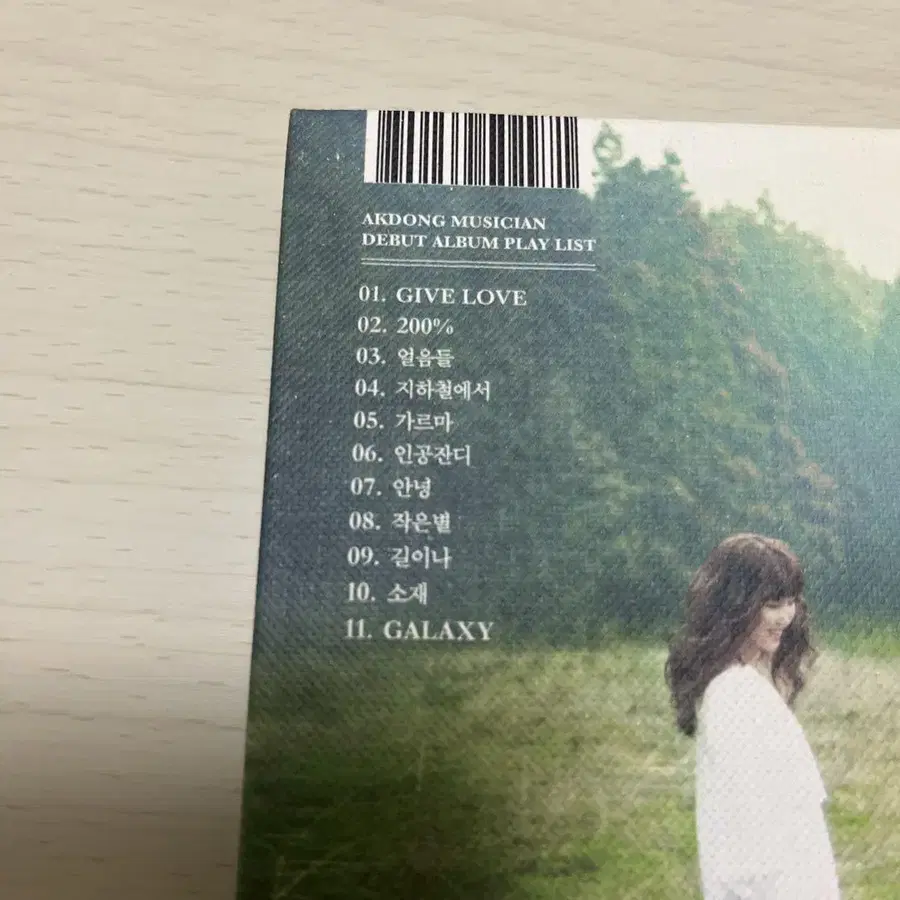 AKDONG MUSICIAN
DEBUT ALBUM PLAY LIST
01. GIVE LOVE
02. 200%
03. 얼음들
04. 지하철에서
05. 가르마
06. 인공잔디
07. 안녕
08. 작은별
09. 길이나
10. 소재
11. GALAXY